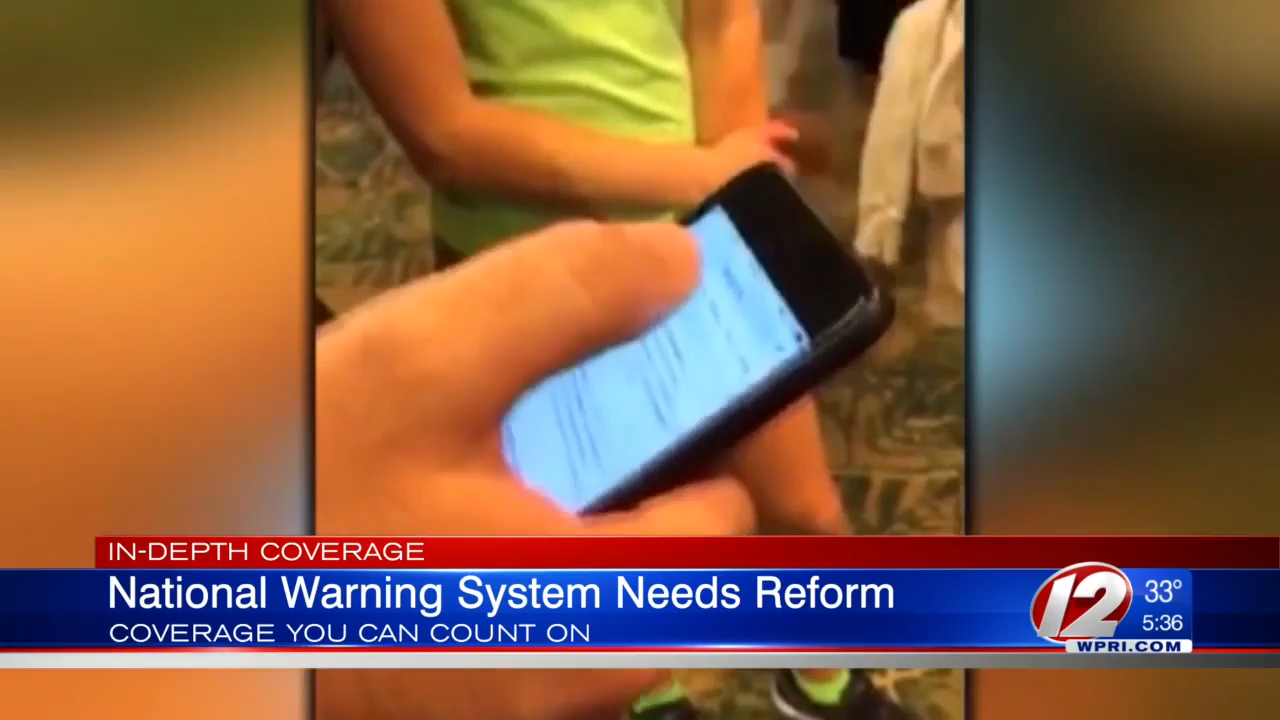 IN-DEPTH COVERAGE
National Warning System Needs Reform
COVERAGE YOU CAN COUNT ON
12
33°
5:36
WPRI.COM